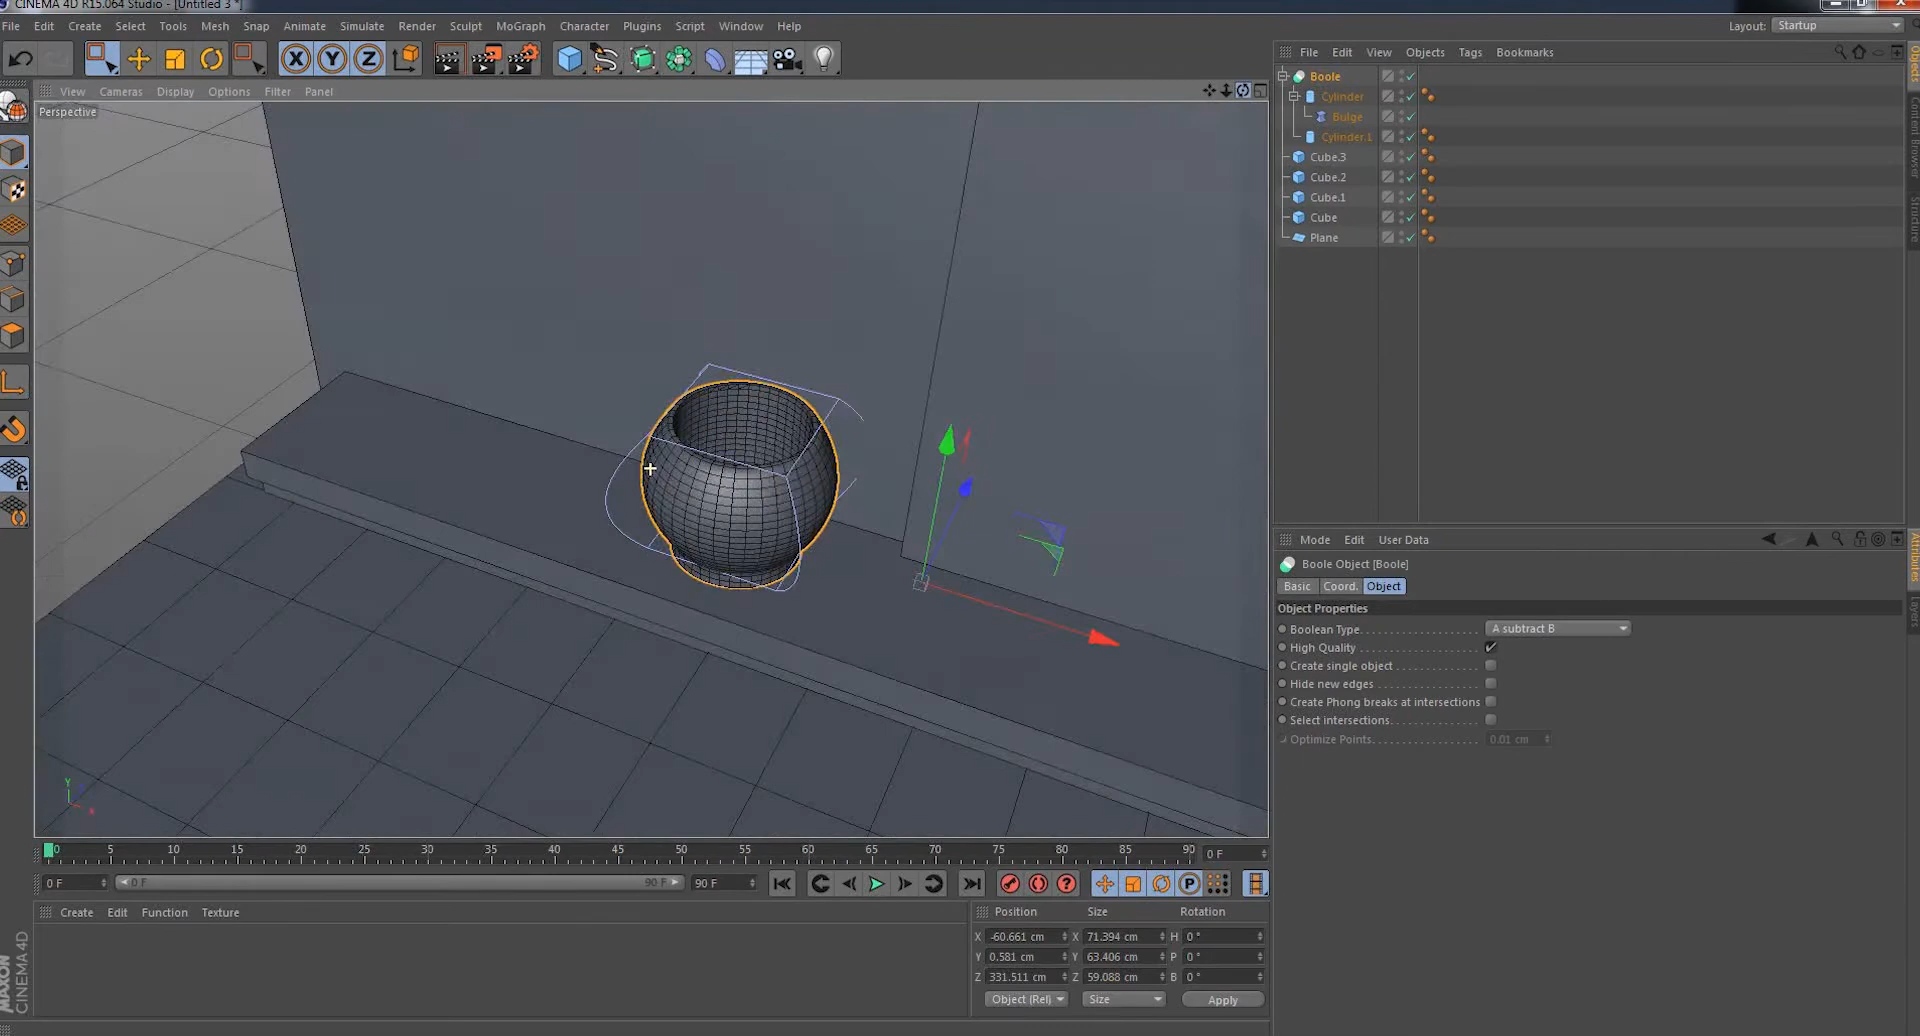 CINEMA 4D R15.064 Studio - [Untitled 3 *]
File Edit Create Select Tools Mesh Snap Animate Simulate Render Sculpt MoGraph Character Plugins Script Window Help
Layout: Startup
X Y Z
File Edit View Objects Tags Bookmarks
View Cameras Display Options Filter Panel
Perspective
Boole
Cylinder
Bulge
Cylinder.1
Cube.3
Cube.2
Cube.1
Cube
Plane
Objects
Content Browser
Structure
Mode Edit User Data
Boole Object [Boole]
Basic Coord. Object
Object Properties
Boolean Type A subtract B
High Quality
Create single object
Hide new edges
Create Phong breaks at intersections
Select intersections
Optimize Points 0.01 cm
Attributes
Layers
Y
X
0 5 10 15 20 25 30 35 40 45 50 55 60 65 70 75 80 85 90 0 F
0 F 0 F 90 F 90 F P
Create Edit Function Texture
Position Size Rotation
X -60.661 cm X 71.394 cm H 0 °
Y 0.581 cm Y 63.406 cm P 0 °
Z 331.511 cm Z 59.088 cm B 0 °
Object (Rel) Size Apply
MAXON
CINEMA 4D